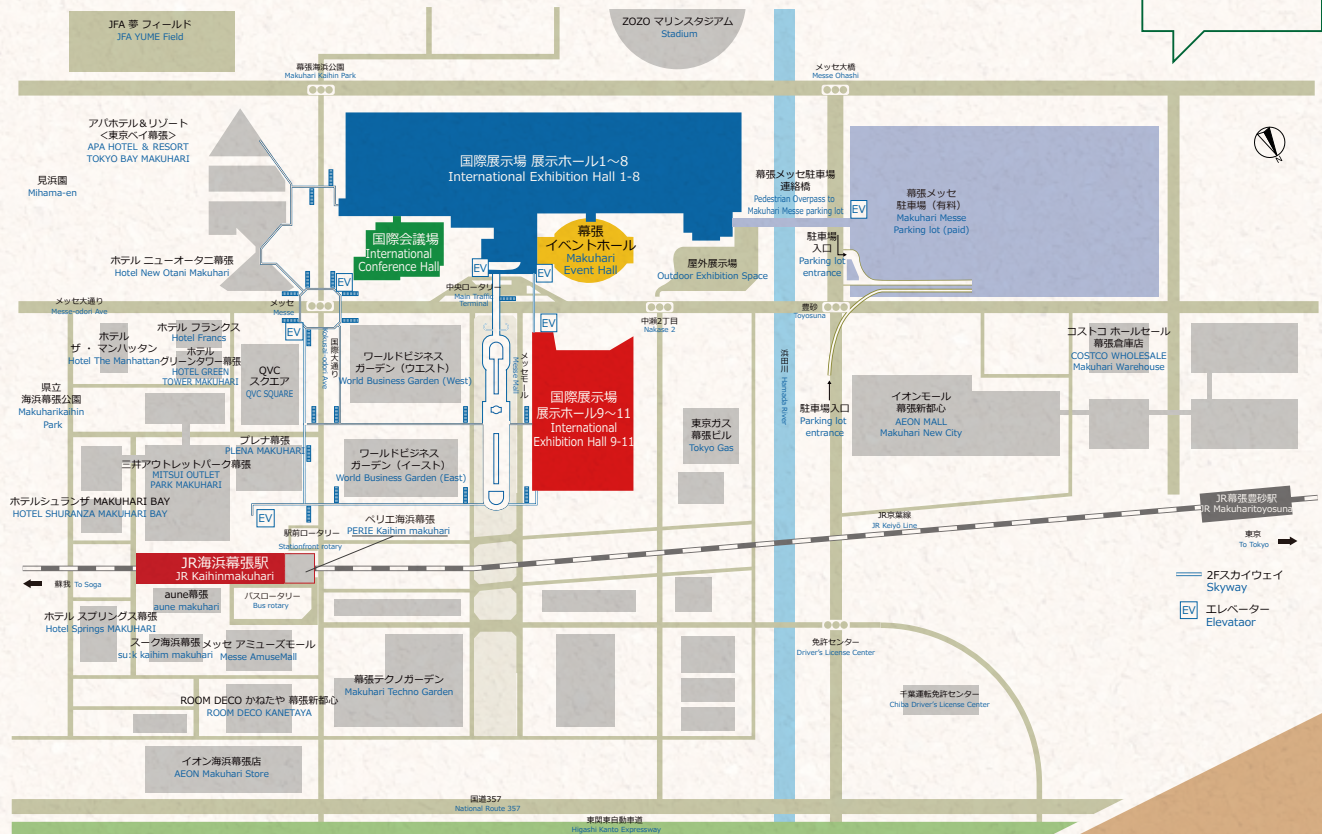 JFA 夢 フィールド
JFA YUME Field
ZOZO マリンスタジアム
Stadium
幕張海浜公園
Makuhari Kaihin Park
メッセ大橋
Messe Ohashi
アパホテル＆リゾート
＜東京ベイ幕張＞
APA HOTEL & RESORT
TOKYO BAY MAKUHARI
見浜園
Mihama-en
国際展示場 展示ホール1～8
International Exhibition Hall 1-8
幕張メッセ駐車場
連絡橋
Pedestrian Overpass to
Makuhari Messe parking lot
EV
幕張メッセ
駐車場（有料）
Makuhari Messe
Parking lot (paid)
N
国際会議場
International
Conference Hall
幕張
イベントホール
Makuhari
Event Hall
駐車場
入口
Parking lot
entrance
屋外展示場
Outdoor Exhibition Space
ホテル ニューオータニ幕張
Hotel New Otani Makuhari
EV
EV
EV
中央ロータリー
Main Traffic
Terminal
メッセ大通り
Messe-odori Ave
メッセ
Messe
中瀬2丁目
Nakase 2
豊砂
Toyosuna
EV
EV
ホテル
ザ・マンハッタン
Hotel The Manhattan
ホテル フランクス
Hotel Francs
ホテル
グリーンタワー幕張
HOTEL GREEN
TOWER MAKUHARI
QVC
スクエア
QVC SQUARE
国際大通り
Kokusai-odori Ave
ワールドビジネス
ガーデン（ウエスト）
World Business Garden (West)
メッセモール
Messe Mall
国際展示場
展示ホール9～11
International
Exhibition Hall 9-11
浜田川 Hamada River
コストコ ホールセール
幕張倉庫店
COSTCO WHOLESALE
Makuhari Warehouse
県立
海浜幕張公園
Makuharikaihin
Park
駐車場入口
Parking lot
entrance
イオンモール
幕張新都心
AEON MALL
Makuhari New City
東京ガス
幕張ビル
Tokyo Gas
プレナ幕張
PLENA MAKUHARI
三井アウトレットパーク幕張
MITSUI OUTLET
PARK MAKUHARI
ワールドビジネス
ガーデン（イースト）
World Business Garden (East)
ホテルシュランザ MAKUHARI BAY
HOTEL SHURANZA MAKUHARI BAY
EV
駅前ロータリー
Stationfront rotary
ペリエ海浜幕張
PERIE Kaihim makuhari
JR京葉線
JR Keiyō Line
JR幕張豊砂駅
JR Makuharitoyosuna
東京
To Tokyo
JR海浜幕張駅
JR Kaihinmakuhari
蘇我 To Soga
aune幕張
aune makuhari
バスロータリー
Bus rotary
2Fスカイウェイ
Skyway
EV
エレベーター
Elevataor
ホテル スプリングス幕張
Hotel Springs MAKUHARI
スーク海浜幕張
su:k kaihim makuhari
メッセ アミューズモール
Messe AmuseMall
免許センター
Driver's License Center
幕張テクノガーデン
Makuhari Techno Garden
ROOM DECO かねたや 幕張新都心
ROOM DECO KANETAYA
千葉運転免許センター
Chiba Driver's License Center
イオン海浜幕張店
AEON Makuhari Store
国道357
National Route 357
東関東自動車道
Higashi Kanto Expressway